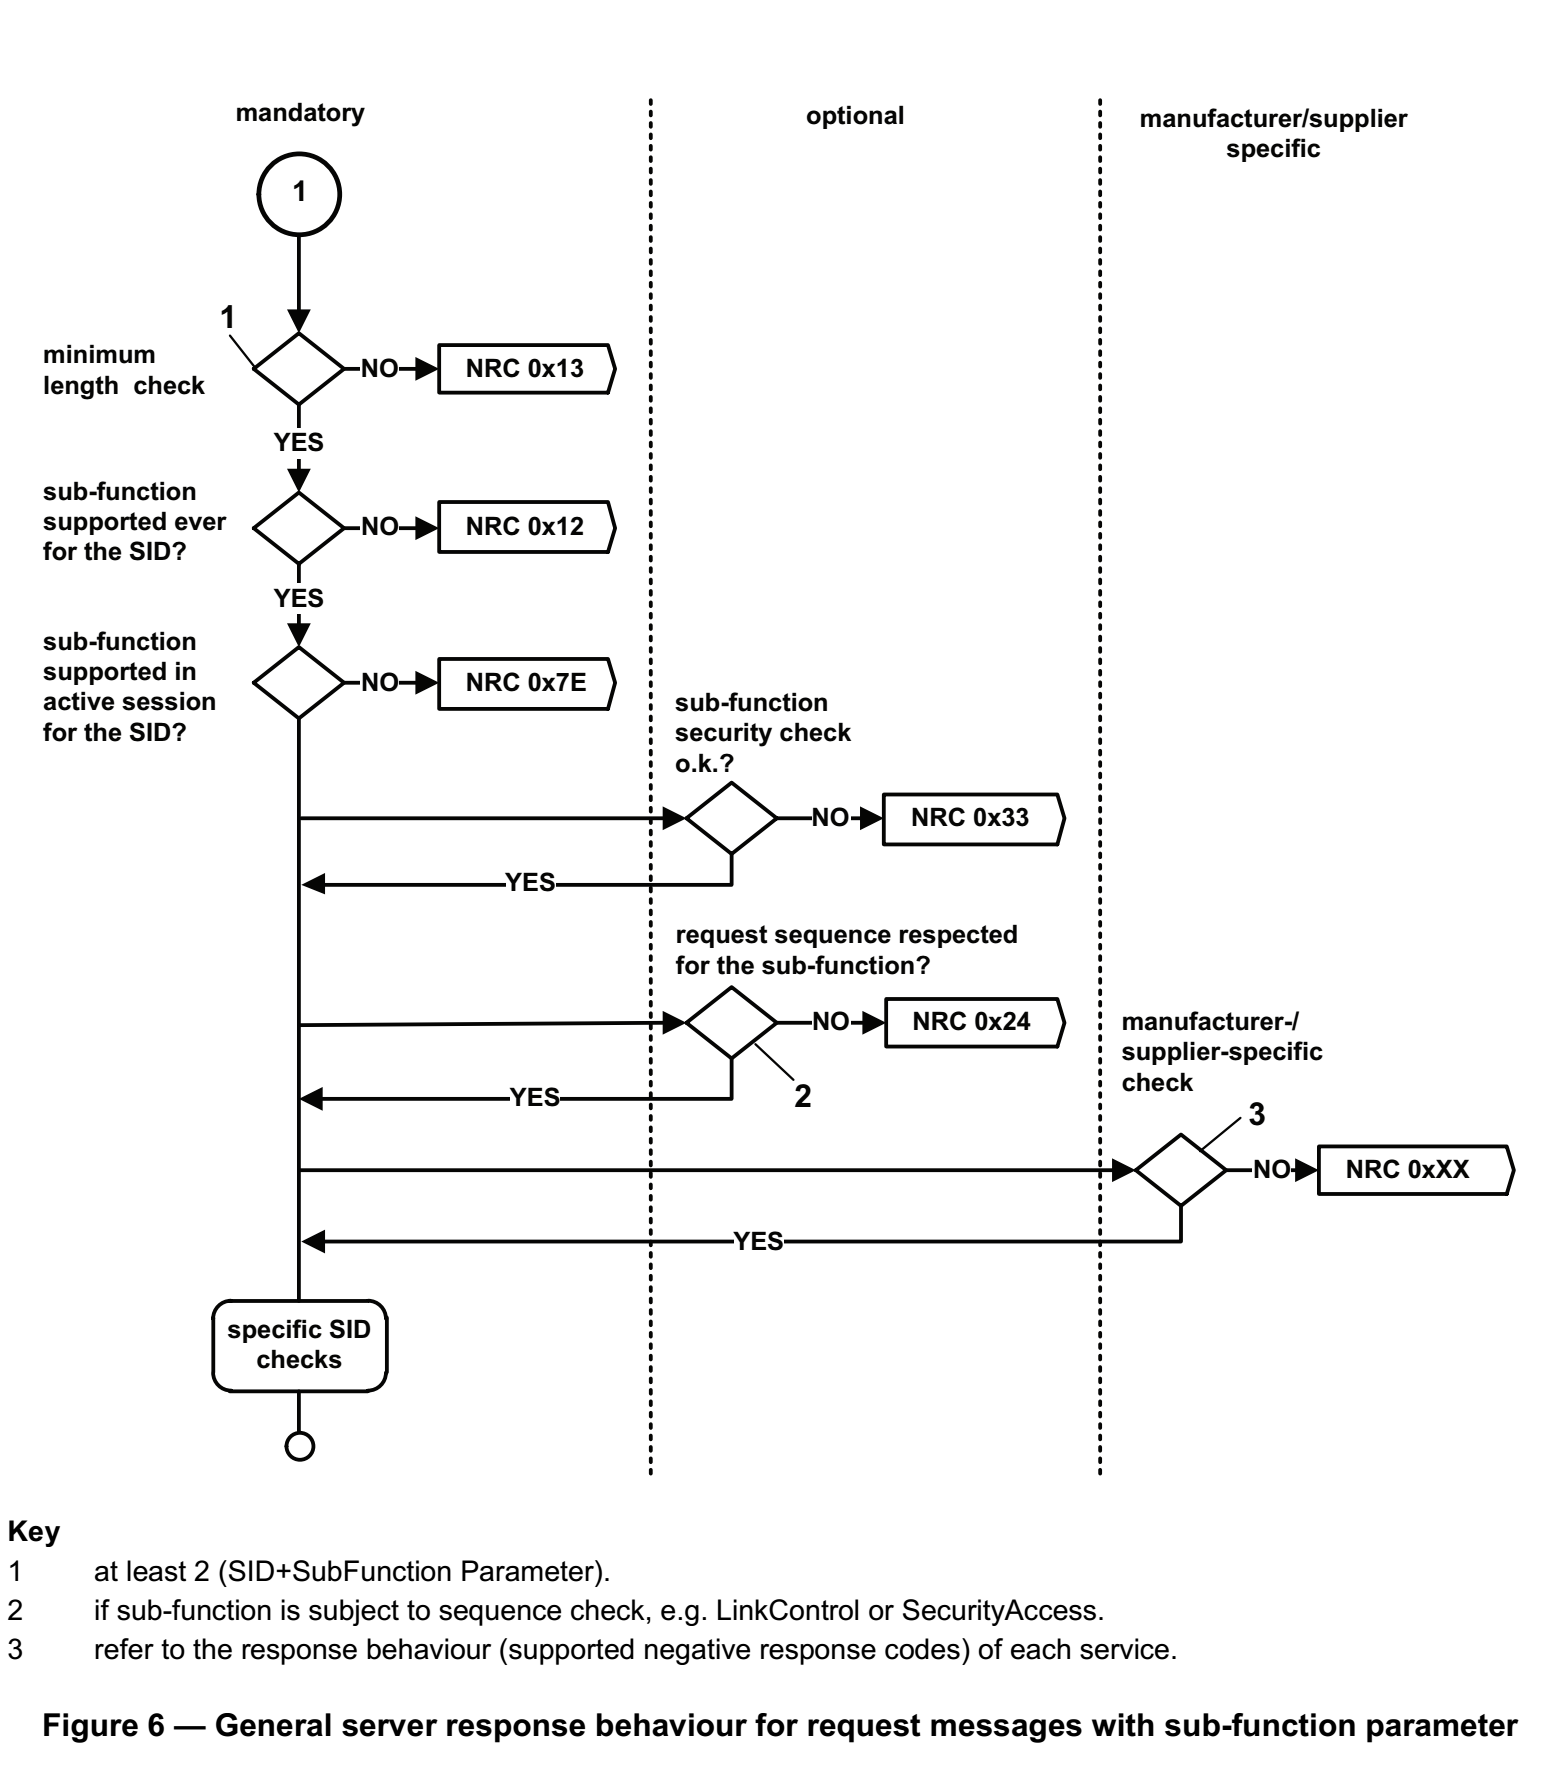 mandatory
optional
manufacturer/supplier
specific
1
1
minimum
length check
NO
NRC 0x13
YES
sub-function
supported ever
for the SID?
NO
NRC 0x12
YES
sub-function
supported in
active session
for the SID?
NO
NRC 0x7E
sub-function
security check
o.k.?
NO
NRC 0x33
YES
request sequence respected
for the sub-function?
NO
NRC 0x24
2
YES
manufacturer-/
supplier-specific
check
3
NO
NRC 0xXX
YES
specific SID
checks
Key
1 at least 2 (SID+SubFunction Parameter).
2 if sub-function is subject to sequence check, e.g. LinkControl or SecurityAccess.
3 refer to the response behaviour (supported negative response codes) of each service.
Figure 6 — General server response behaviour for request messages with sub-function parameter